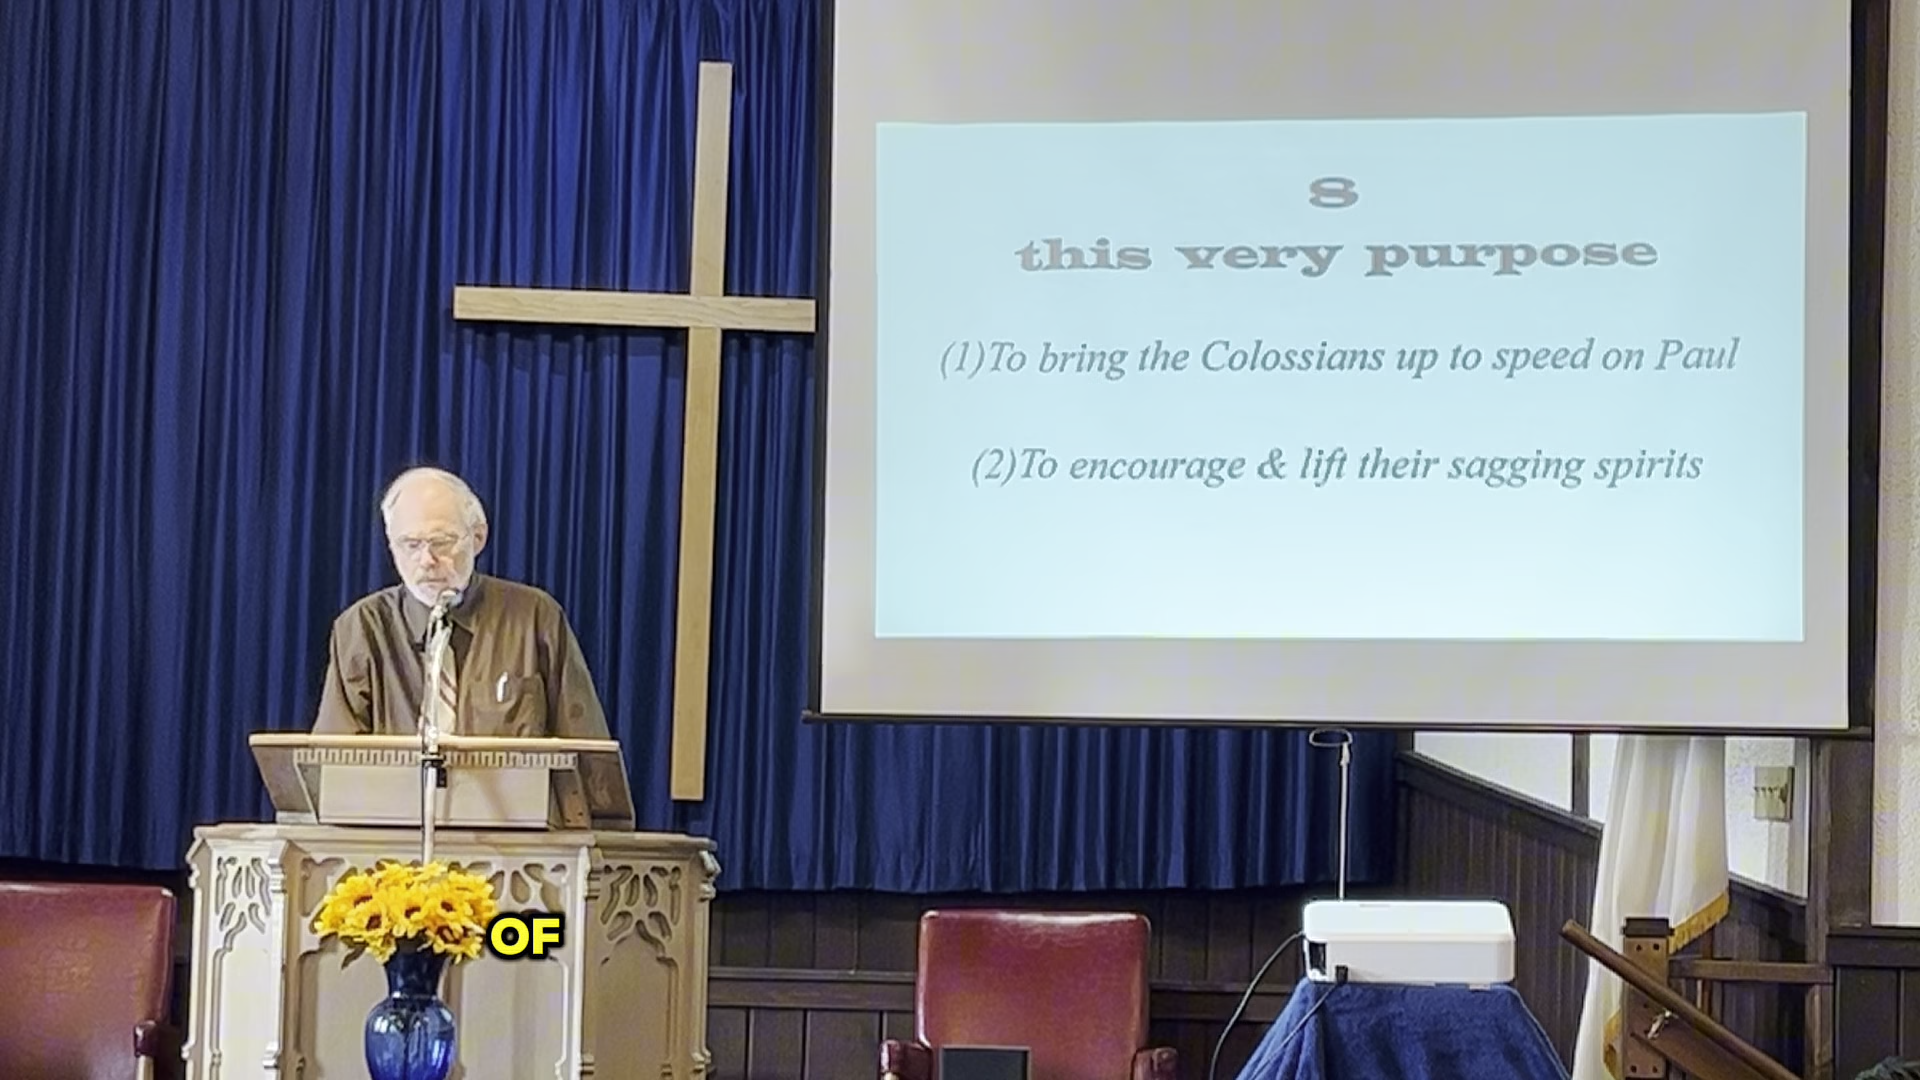 8
this very purpose
(1)To bring the Colossians up to speed on Paul
(2)To encourage & lift their sagging spirits
OF